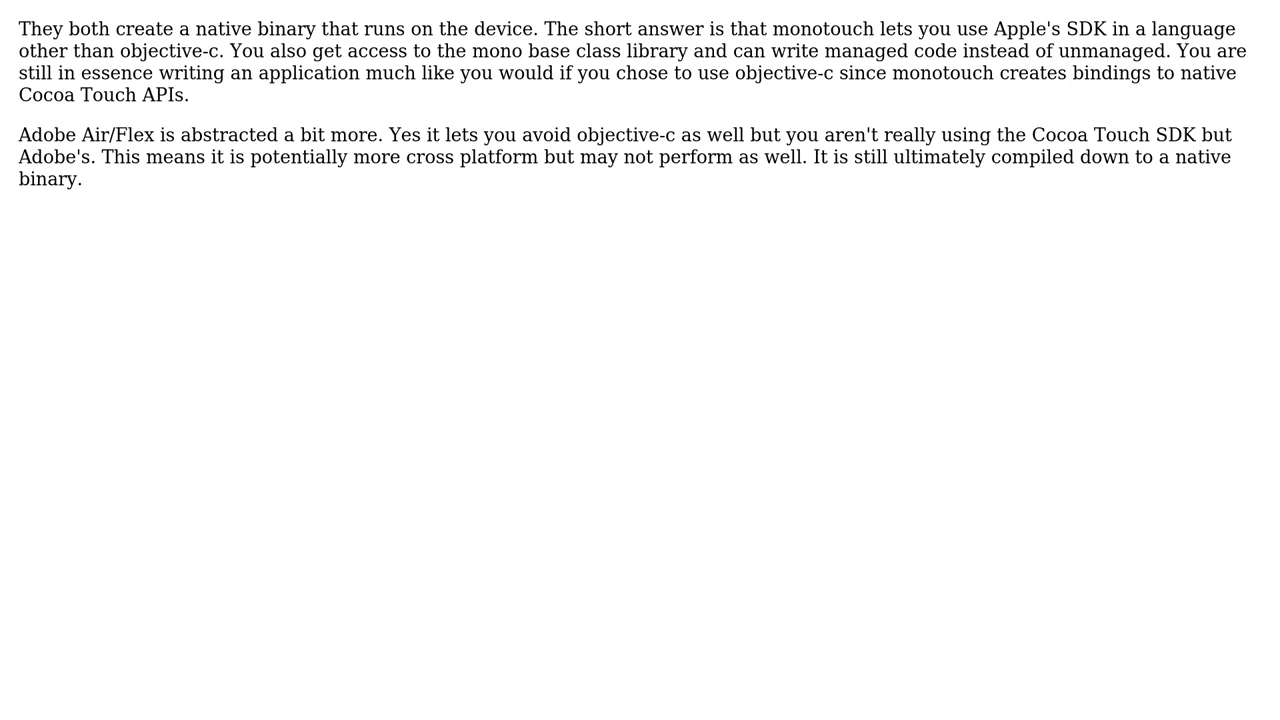 They both create a native binary that runs on the device. The short answer is that monotouch lets you use Apple's SDK in a language
other than objective-c. You also get access to the mono base class library and can write managed code instead of unmanaged. You are
still in essence writing an application much like you would if you chose to use objective-c since monotouch creates bindings to native
Cocoa Touch APIs.
Adobe Air/Flex is abstracted a bit more. Yes it lets you avoid objective-c as well but you aren't really using the Cocoa Touch SDK but
Adobe's. This means it is potentially more cross platform but may not perform as well. It is still ultimately compiled down to a native
binary.